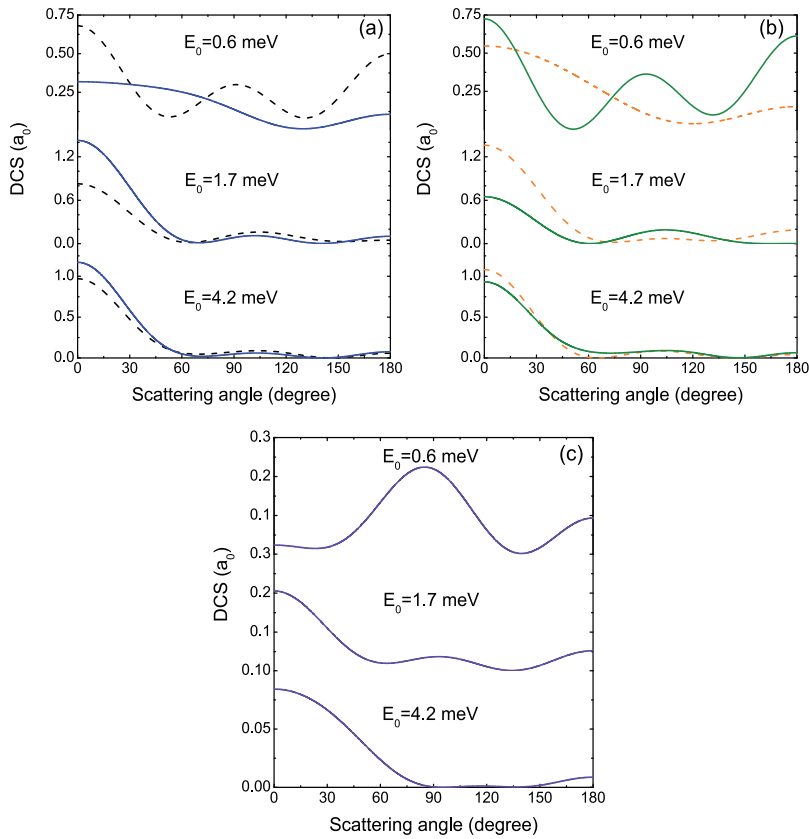 (a)
E0=0.6 meV
E0=1.7 meV
E0=4.2 meV
0.75
0.50
0.25
1.2
0.6
0.0
1.0
0.5
0.0
DCS (a0)
0 30 60 90 120 150 180
Scattering angle (degree)
(b)
E0=0.6 meV
E0=1.7 meV
E0=4.2 meV
0.75
0.50
0.25
1.2
0.6
0.0
1.0
0.5
0.0
DCS (a0)
0 30 60 90 120 150 180
Scattering angle (degree)
(c)
E0=0.6 meV
E0=1.7 meV
E0=4.2 meV
0.3
0.2
0.1
0.3
0.2
0.1
0.10
0.05
0.00
DCS (a0)
0 30 60 90 120 150 180
Scattering angle (degree)